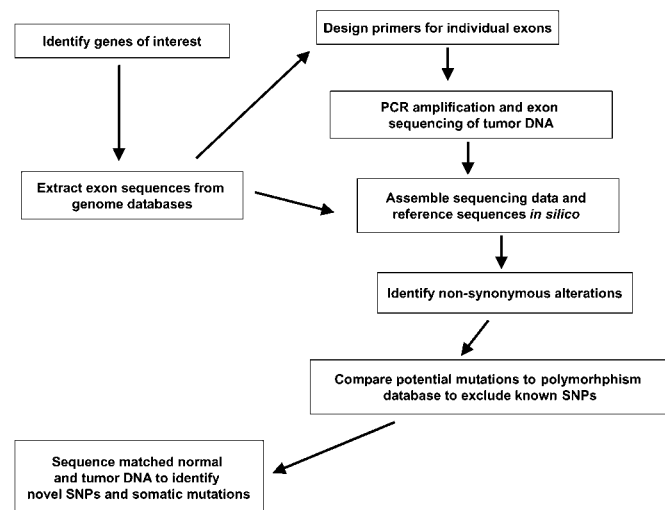 Identify genes of interest
Design primers for individual exons
PCR amplification and exon
sequencing of tumor DNA
Extract exon sequences from
genome databases
Assemble sequencing data and
reference sequences in silico
Identify non-synonymous alterations
Compare potential mutations to polymorhphism
database to exclude known SNPs
Sequence matched normal
and tumor DNA to identify
novel SNPs and somatic mutations